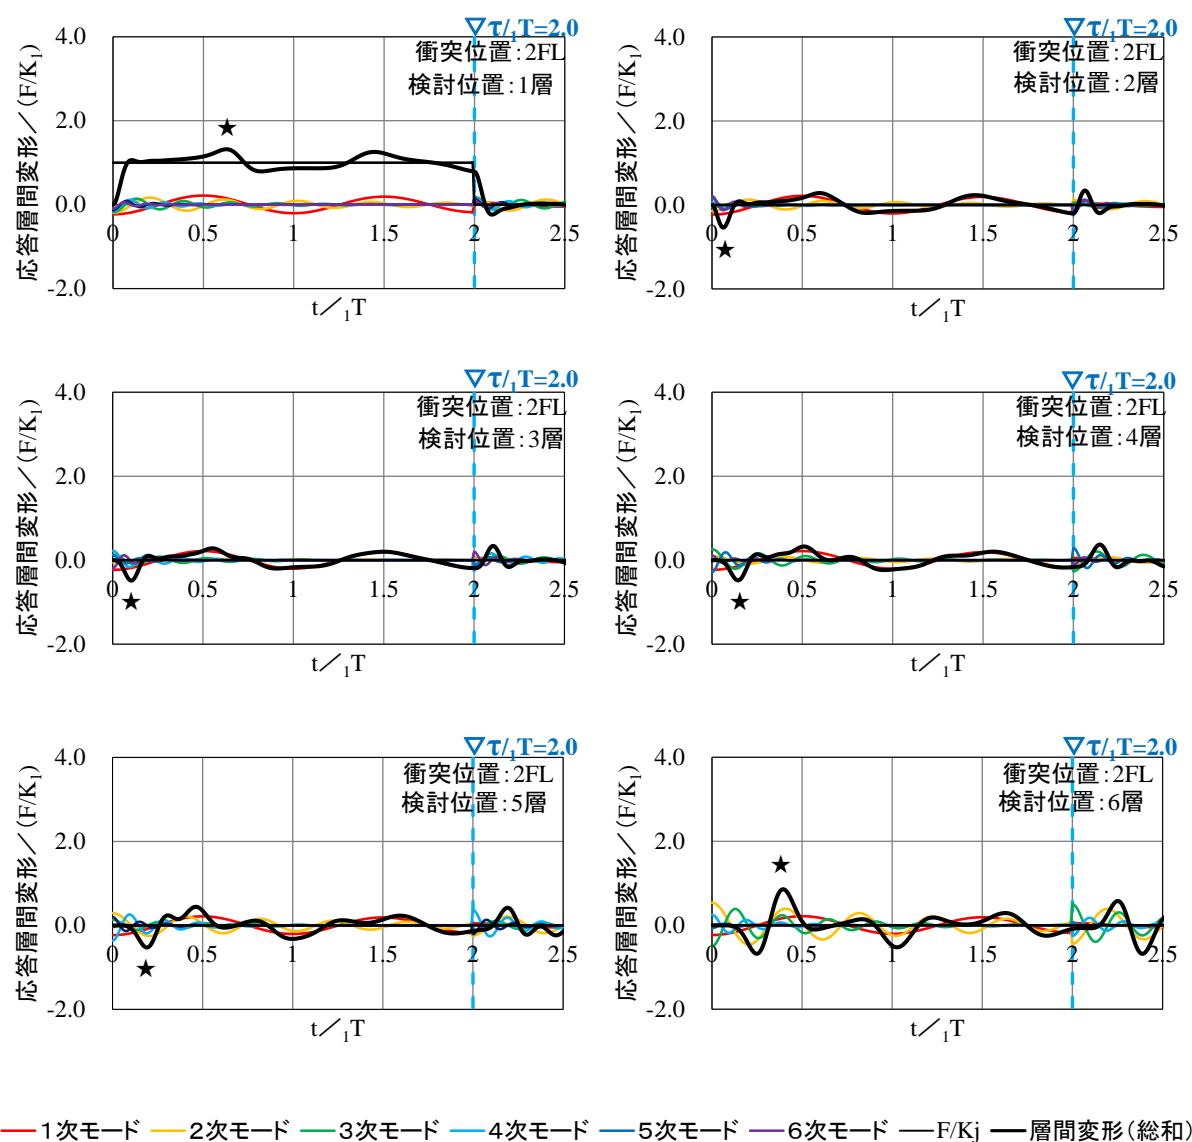 ▽τ/₁T=2.0
衝突位置:2FL
検討位置:1層
応答層間変形/(F/K₁)
4.0
2.0
0.0
-2.0
★
0 0.5 1 1.5 2 2.5
t/₁T
▽τ/₁T=2.0
衝突位置:2FL
検討位置:2層
応答層間変形/(F/K₁)
4.0
2.0
0.0
-2.0
★
0 0.5 1 1.5 2 2.5
t/₁T
▽τ/₁T=2.0
衝突位置:2FL
検討位置:3層
応答層間変形/(F/K₁)
4.0
2.0
0.0
-2.0
★
0 0.5 1 1.5 2 2.5
t/₁T
▽τ/₁T=2.0
衝突位置:2FL
検討位置:4層
応答層間変形/(F/K₁)
4.0
2.0
0.0
-2.0
★
0 0.5 1 1.5 2 2.5
t/₁T
▽τ/₁T=2.0
衝突位置:2FL
検討位置:5層
応答層間変形/(F/K₁)
4.0
2.0
0.0
-2.0
★
0 0.5 1 1.5 2 2.5
t/₁T
▽τ/₁T=2.0
衝突位置:2FL
検討位置:6層
応答層間変形/(F/K₁)
4.0
2.0
0.0
-2.0
★
0 0.5 1 1.5 2 2.5
t/₁T
1次モード 2次モード 3次モード 4次モード 5次モード 6次モード F/Kj 層間変形(総和)